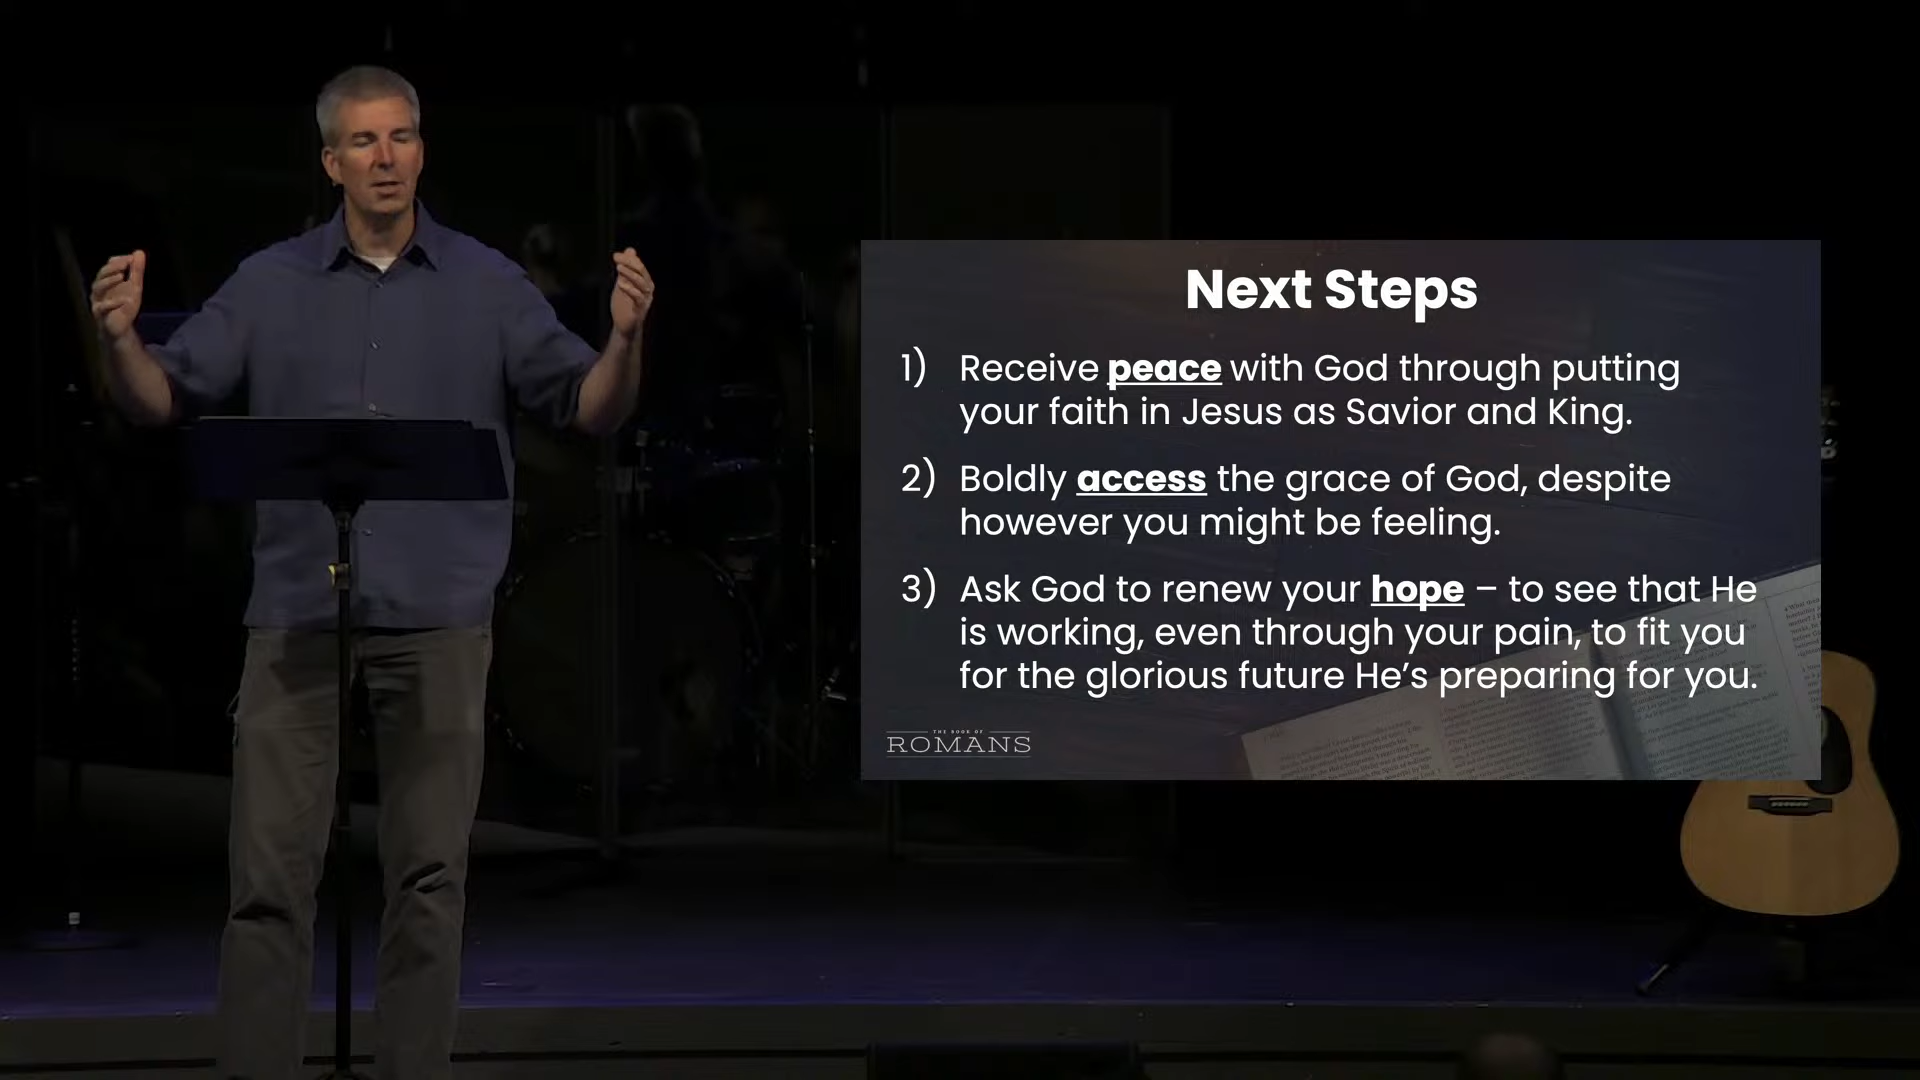 Next Steps
1) Receive peace with God through putting
your faith in Jesus as Savior and King.
2) Boldly access the grace of God, despite
however you might be feeling.
3) Ask God to renew your hope – to see that He
is working, even through your pain, to fit you
for the glorious future He’s preparing for you.
THE BOOK OF
ROMANS